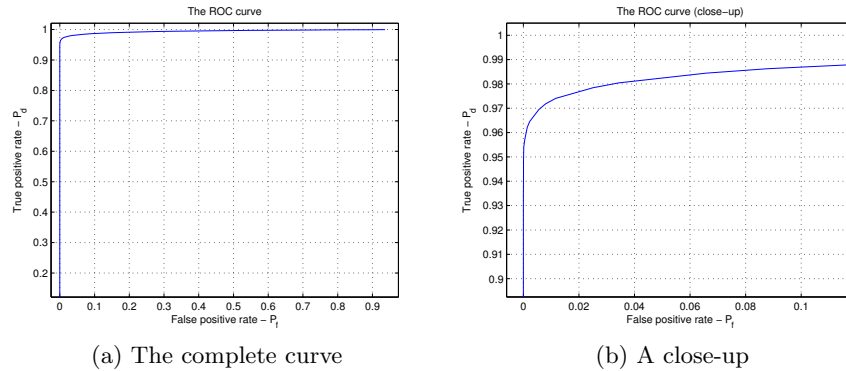 The ROC curve
1
0.9
0.8
0.7
0.6
0.5
0.4
0.3
0.2
True positive rate − P_d
0 0.1 0.2 0.3 0.4 0.5 0.6 0.7 0.8 0.9
False positive rate − P_f
(a) The complete curve
The ROC curve (close−up)
1
0.99
0.98
0.97
0.96
0.95
0.94
0.93
0.92
0.91
0.9
True positive rate − P_d
0 0.02 0.04 0.06 0.08 0.1
False positive rate − P_f
(b) A close-up